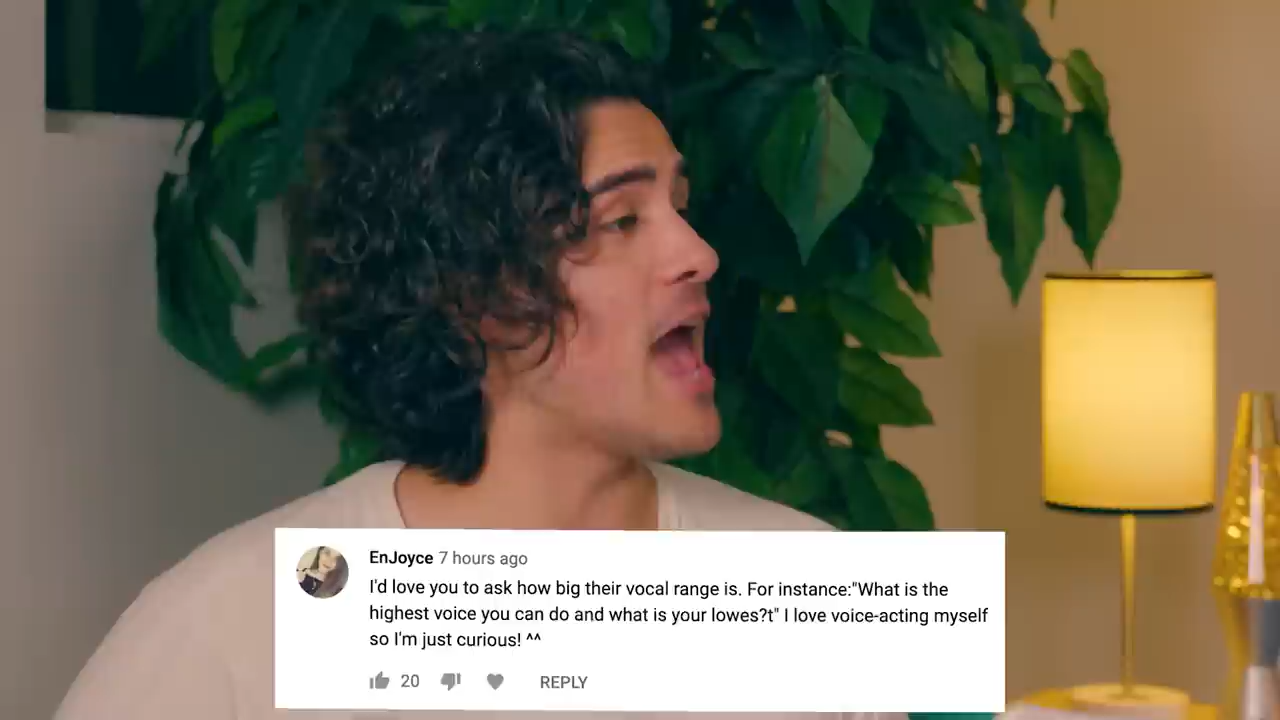 EnJoyce 7 hours ago
I'd love you to ask how big their vocal range is. For instance:"What is the
highest voice you can do and what is your lowes?t" I love voice-acting myself
so I'm just curious! ^^
20 REPLY